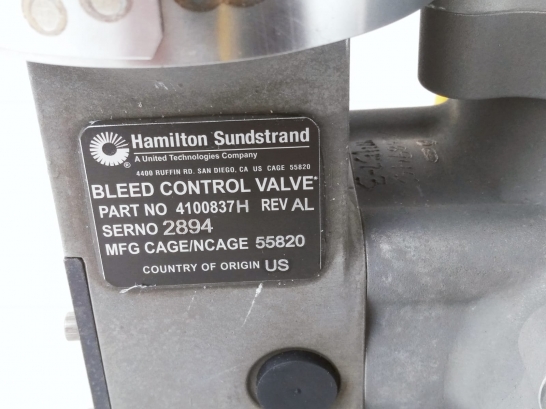 Hamilton Sundstrand
A United Technologies Company
4400 RUFFIN RD. SAN DIEGO, CA US CAGE 55820
BLEED CONTROL VALVE
PART NO 4100837H REV AL
SERNO 2894
MFG CAGE/NCAGE 55820
COUNTRY OF ORIGIN US